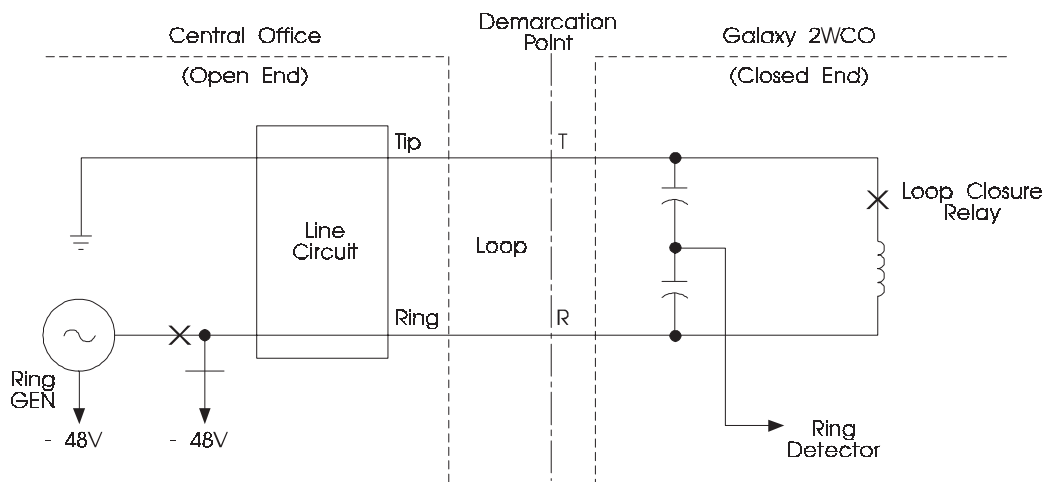 Demarcation
Point
Central Office
Galaxy 2WCO
(Open End)
(Closed End)
Tip
T
Loop Closure
Relay
Line
Circuit
Loop
Ring
R
Ring
GEN
- 48V
- 48V
Ring
Detector